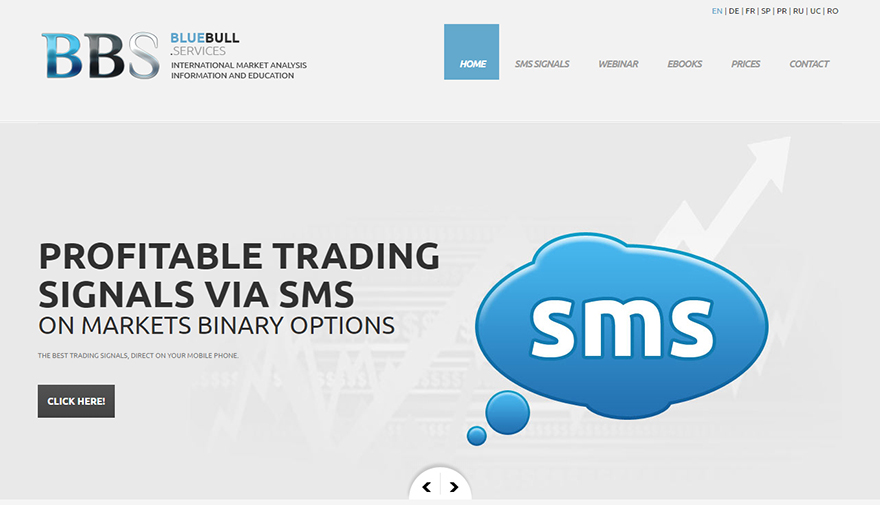 EN | DE | FR | SP | PR | RU | UC | RO
BBS
BLUEBULL
.SERVICES
INTERNATIONAL MARKET ANALYSIS
INFORMATION AND EDUCATION
HOME SMS SIGNALS WEBINAR EBOOKS PRICES CONTACT
PROFITABLE TRADING
SIGNALS VIA SMS
ON MARKETS BINARY OPTIONS
THE BEST TRADING SIGNALS, DIRECT ON YOUR MOBILE PHONE.
CLICK HERE!
sms